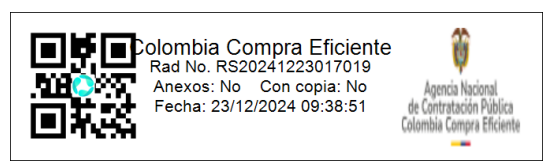 Colombia Compra Eficiente
Rad No. RS20241223017019
Anexos: No Con copia: No
Fecha: 23/12/2024 09:38:51
Agencia Nacional
de Contratación Pública
Colombia Compra Eficiente